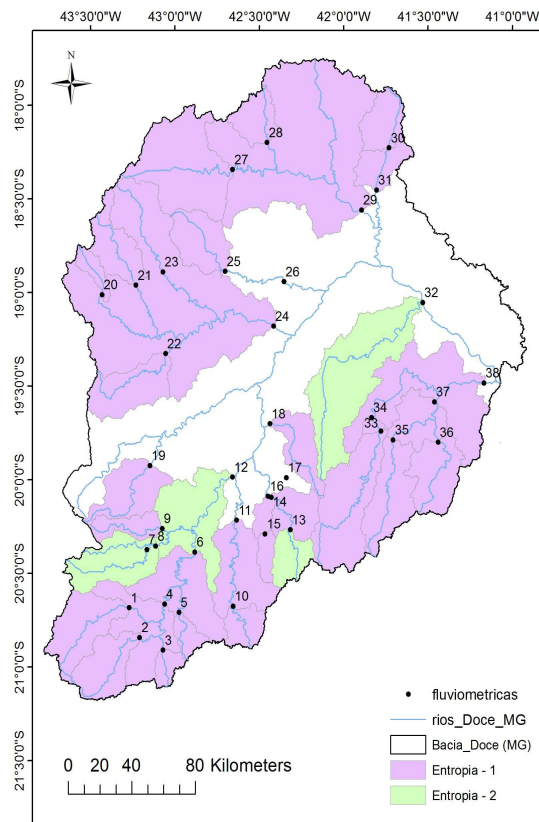 43°30'0"W 43°00'0"W 42°30'0"W 42°00'0"W 41°30'0"W 41°00'0"W
N
18°0'0"S
28
30
27
31
29
18°30'0"S
23
25
26
21
20
19°0'0"S
32
24
22
19°30'0"S
38
37
34
18
33
35
36
19
17
20°0'0"S
12
16
14
11
9
13
15
8
7
6
20°30'0"S
1
4
5
10
2
3
21°0'0"S
fluviometricas
rios_Doce_MG
Bacia_Doce (MG)
0 20 40 80 Kilometers
Entropia - 1
21°30'0"S
Entropia - 2